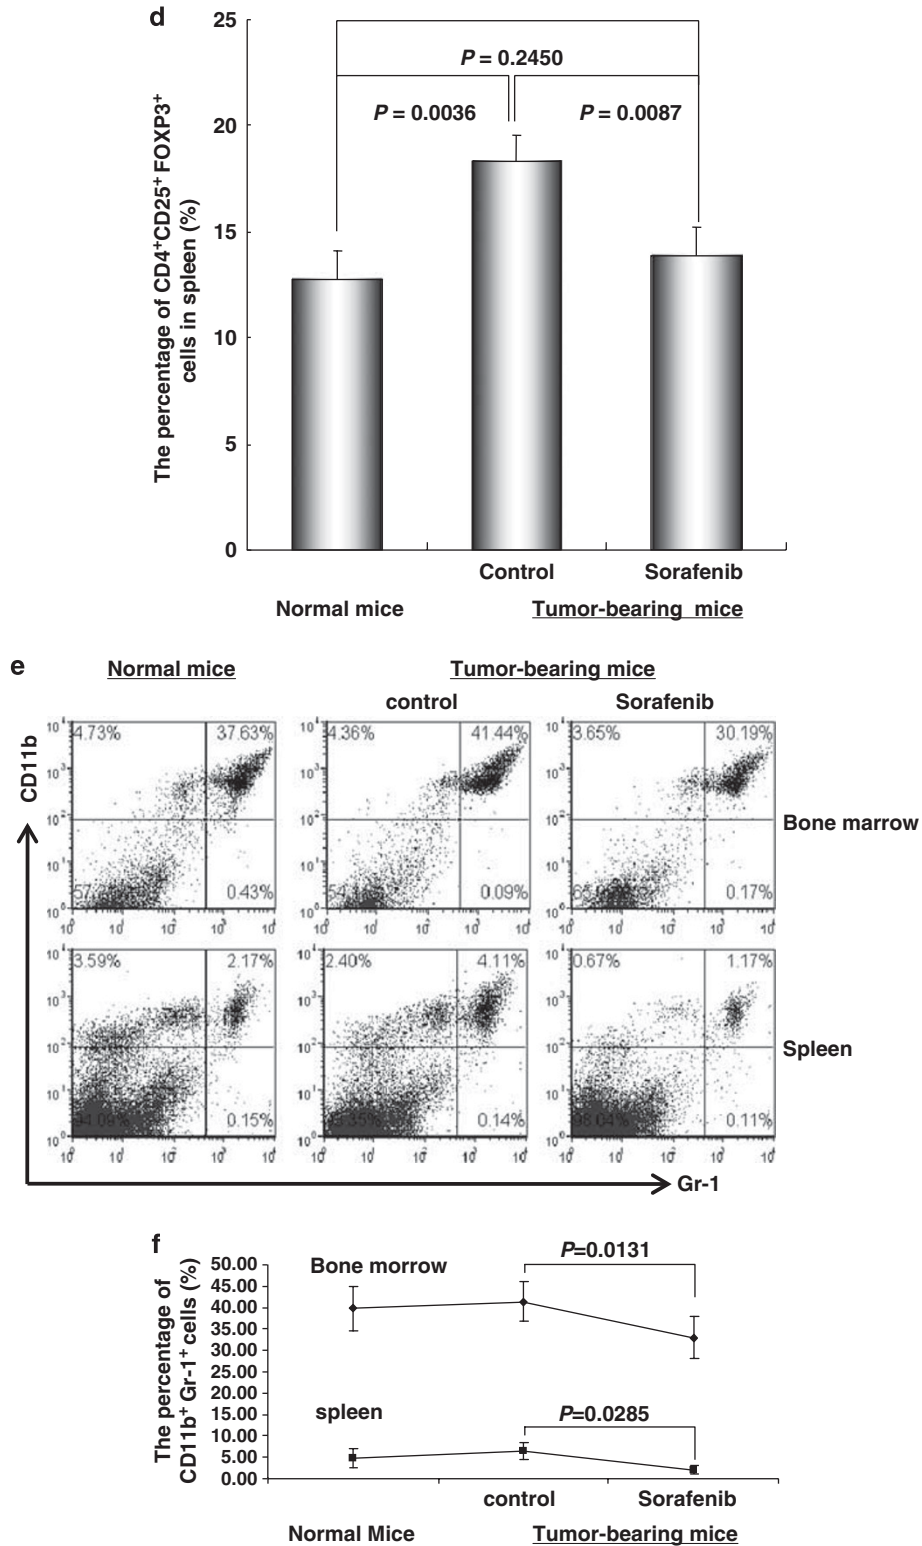 d
25
20
15
10
5
0
The percentage of CD4⁺CD25⁺ FOXP3⁺
cells in spleen (%)
P = 0.2450
P = 0.0036
P = 0.0087
Control
Sorafenib
Normal mice
Tumor-bearing mice
e
Normal mice
Tumor-bearing mice
control
Sorafenib
CD11b
4.73%
37.63%
0.43%
4.36%
41.44%
0.09%
3.65%
30.19%
0.17%
Bone marrow
3.59%
2.17%
0.15%
2.40%
4.11%
0.14%
0.67%
1.17%
0.11%
Spleen
Gr-1
f
The percentage of
CD11b⁺ Gr-1⁺ cells (%)
50.00
45.00
40.00
35.00
30.00
25.00
20.00
15.00
10.00
5.00
0.00
Bone morrow
P=0.0131
spleen
P=0.0285
control
Sorafenib
Normal Mice
Tumor-bearing mice